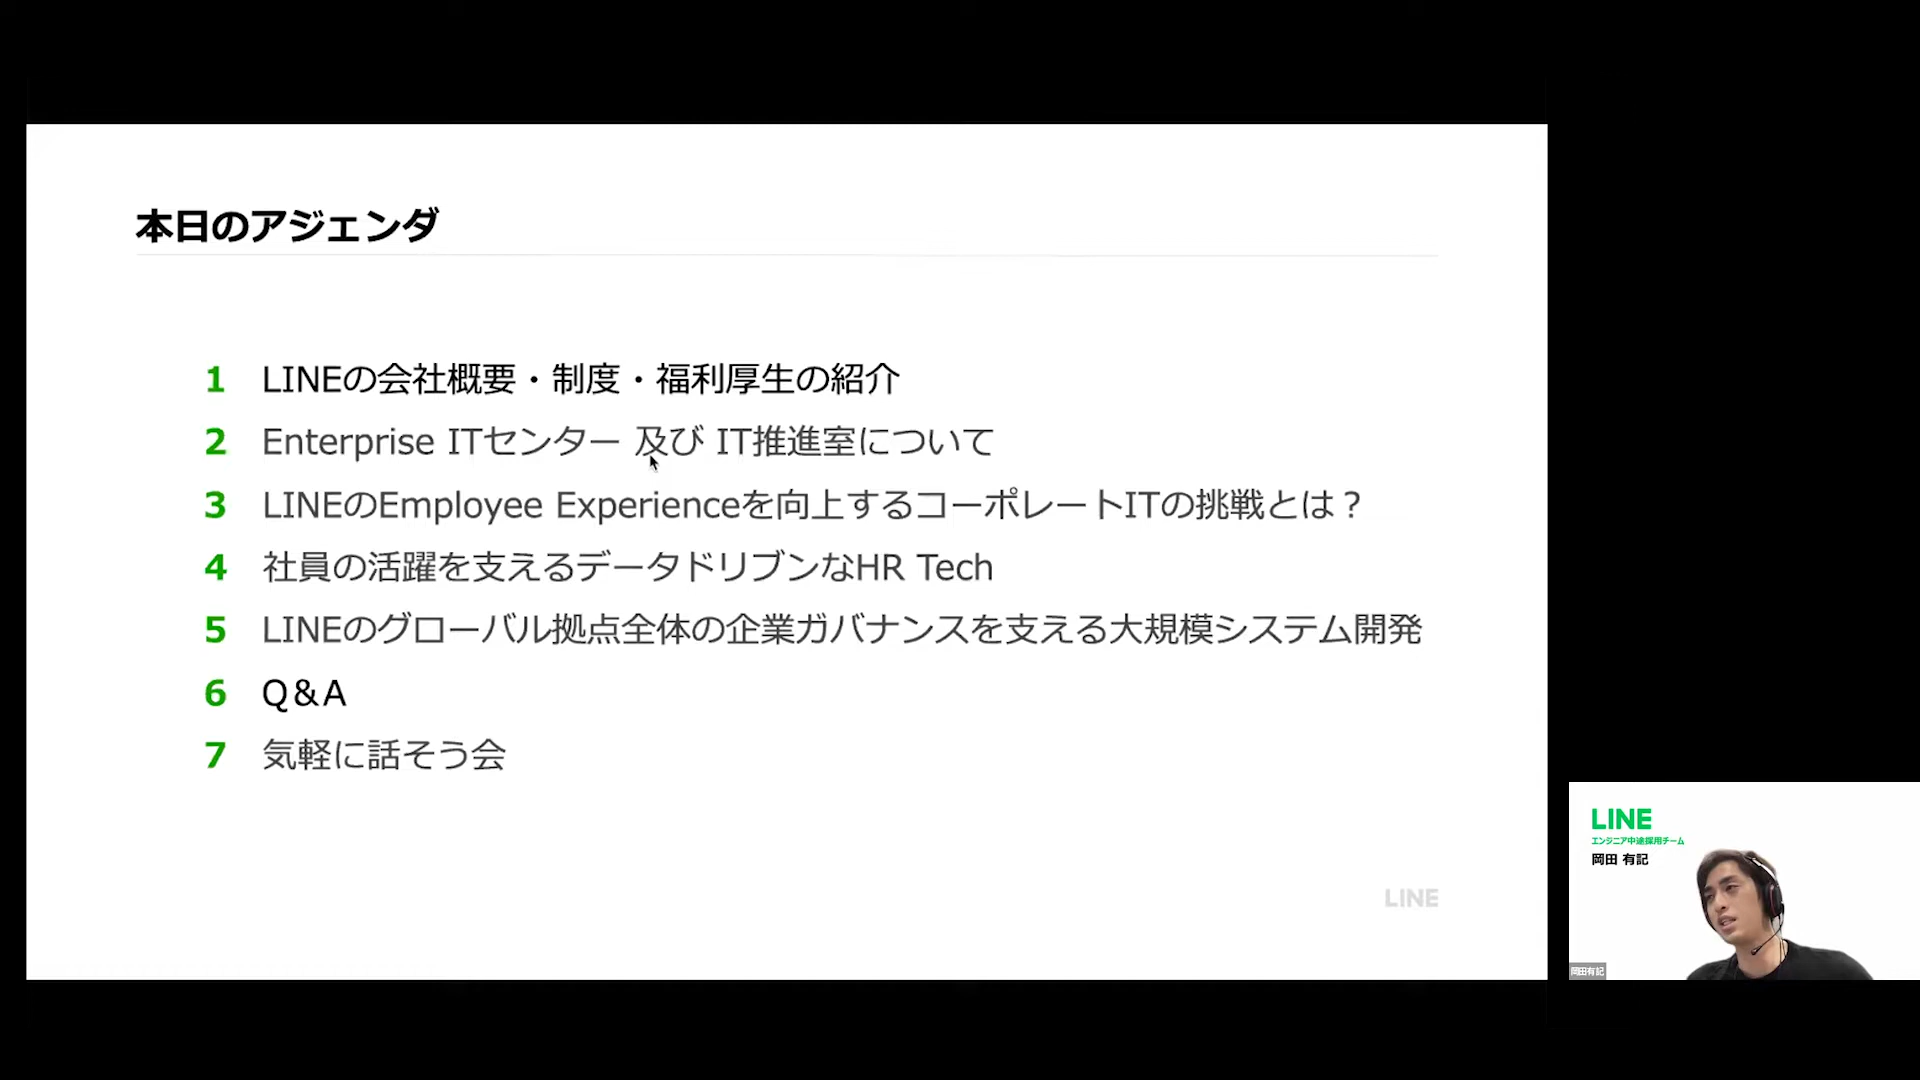 本日のアジェンダ
1 LINEの会社概要・制度・福利厚生の紹介
2 Enterprise ITセンター 及び IT推進室について
3 LINEのEmployee Experienceを向上するコーポレートITの挑戦とは？
4 社員の活躍を支えるデータドリブンなHR Tech
5 LINEのグローバル拠点全体の企業ガバナンスを支える大規模システム開発
6 Q＆A
7 気軽に話そう会
LINE
LINE
エンジニア中途採用チーム
岡田 有記
岡田有記